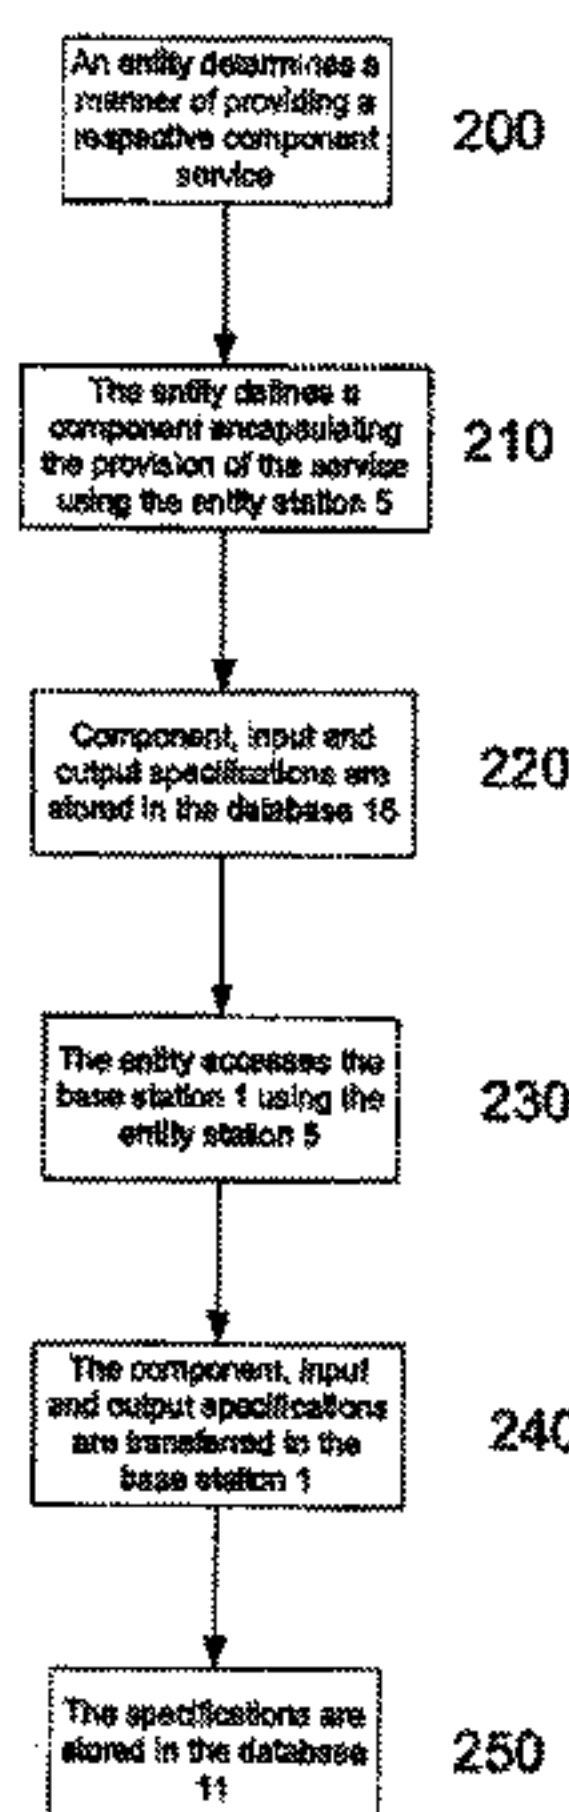 An entity determines a
manner of providing a
respective component
service
200
The entity defines a
component encapsulating
the provision of the service
using the entity station 5
210
Component, input and
output specifications are
stored in the database 16
220
The entity accesses the
base station 1 using the
entity station 5
230
The component, input
and output specifications
are transferred to the
base station 1
240
The specifications are
stored in the database
11
250